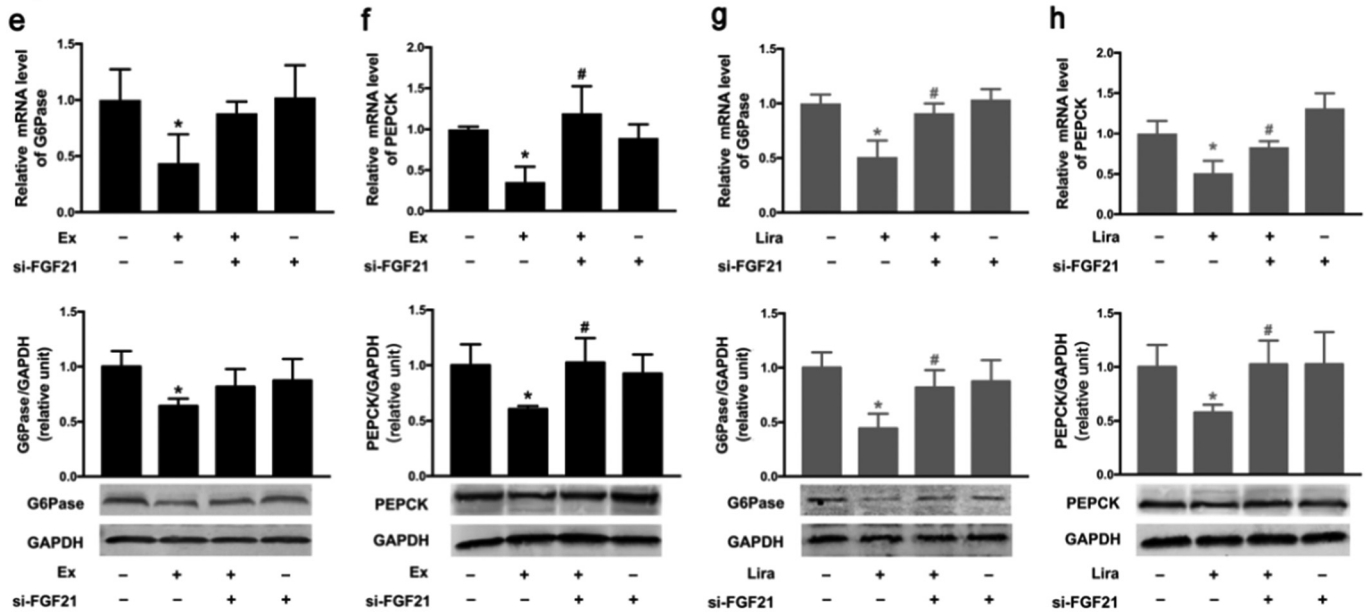 e
f
g
h
Relative mRNA level
of G6Pase
1.5
1.0
0.5
0.0
*
Ex − + + −
si-FGF21 − − + +
Relative mRNA level
of PEPCK
2.0
1.5
1.0
0.5
0.0
*
#
Ex − + + −
si-FGF21 − − + +
Relative mRNA level
of G6Pase
1.5
1.0
0.5
0.0
*
#
Lira − + + −
si-FGF21 − − + +
Relative mRNA level
of PEPCK
2.0
1.5
1.0
0.5
0.0
*
#
Lira − + + −
si-FGF21 − − + +
G6Pase/GAPDH
(relative unit)
1.5
1.0
0.5
0.0
*
G6Pase
GAPDH
Ex − + + −
si-FGF21 − − + +
PEPCK/GAPDH
(relative unit)
1.5
1.0
0.5
0.0
*
#
PEPCK
GAPDH
Ex − + + −
si-FGF21 − − + +
G6Pase/GAPDH
(relative unit)
1.5
1.0
0.5
0.0
*
#
G6Pase
GAPDH
Lira − + + −
si-FGF21 − − + +
PEPCK/GAPDH
(relative unit)
1.5
1.0
0.5
0.0
*
#
PEPCK
GAPDH
Lira − + + −
si-FGF21 − − + +